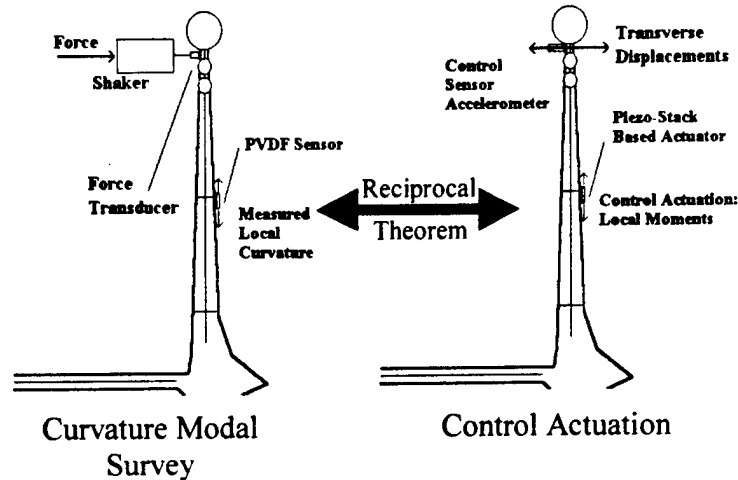 Force
Shaker
Force
Transducer
PVDF Sensor
Measured
Local
Curvature
Curvature Modal
Survey
Reciprocal
Theorem
Control
Sensor
Accelerometer
Transverse
Displacements
Piezo-Stack
Based Actuator
Control Actuation:
Local Moments
Control Actuation